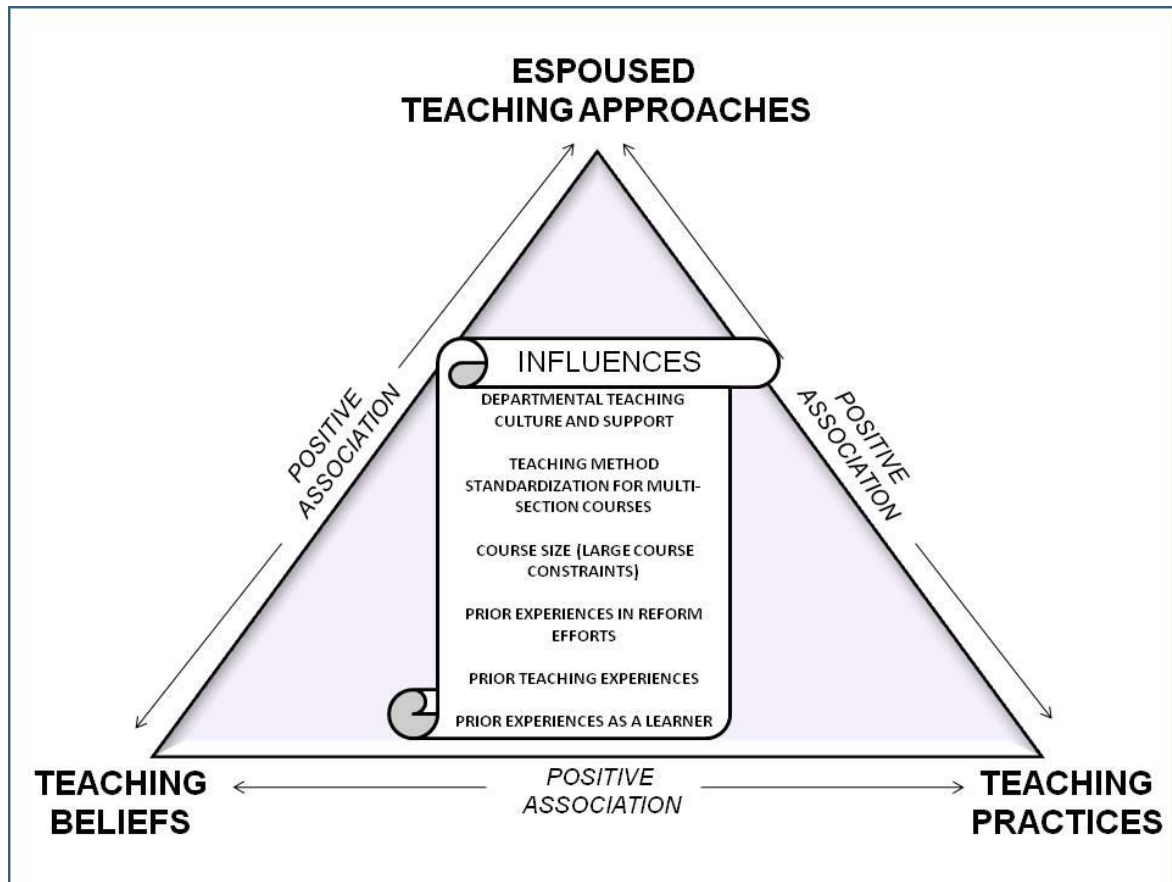 ESPOUSED
TEACHING APPROACHES
POSITIVE
ASSOCIATION
POSITIVE
ASSOCIATION
INFLUENCES
DEPARTMENTAL TEACHING
CULTURE AND SUPPORT
TEACHING METHOD
STANDARDIZATION FOR MULTI-
SECTION COURSES
COURSE SIZE (LARGE COURSE
CONSTRAINTS)
PRIOR EXPERIENCES IN REFORM
EFFORTS
PRIOR TEACHING EXPERIENCES
PRIOR EXPERIENCES AS A LEARNER
TEACHING
BELIEFS
POSITIVE
ASSOCIATION
TEACHING
PRACTICES